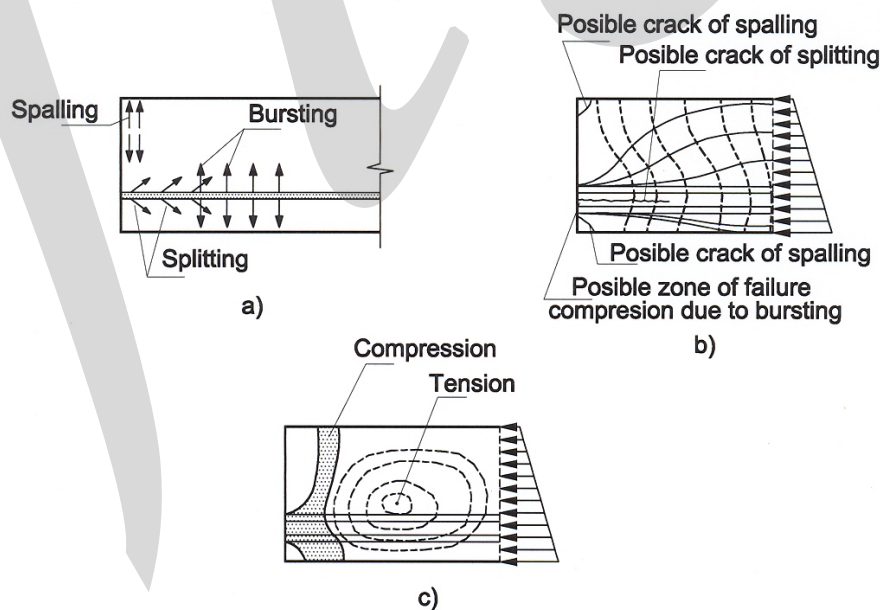 Spalling
Bursting
Splitting
a)
Posible crack of spalling
Posible crack of splitting
Posible crack of spalling
Posible zone of failure
compresion due to bursting
b)
Compression
Tension
c)